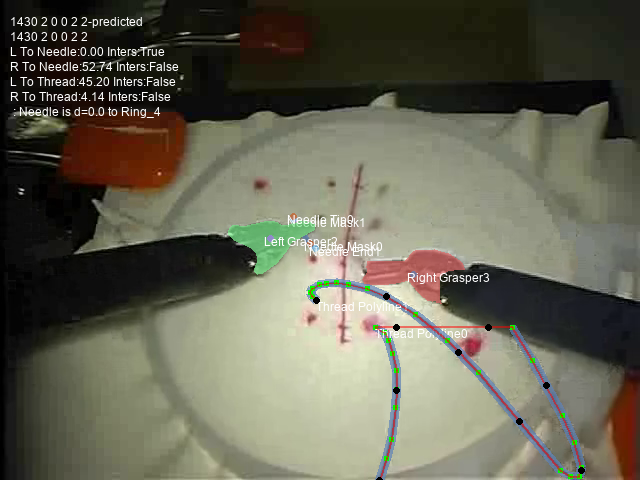 1430 2 0 0 2 2-predicted
1430 2 0 0 2 2
L To Needle:0.00 Inters:True
R To Needle:52.74 Inters:False
L To Thread:45.20 Inters:False
R To Thread:4.14 Inters:False
: Needle is d=0.0 to Ring_4
Needle Tip0
Needle Mask1
Left Grasper2
Needle Mask0
Needle End1
Right Grasper3
Thread Polyline1
Thread Polyline0